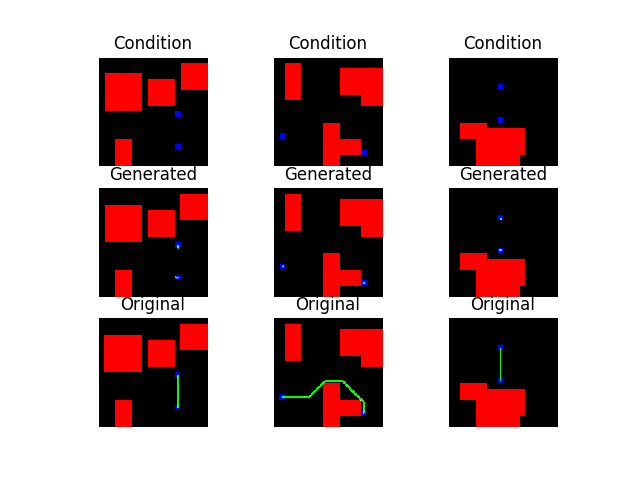 Condition
Condition
Condition
Generated
Generated
Generated
Original
Original
Original